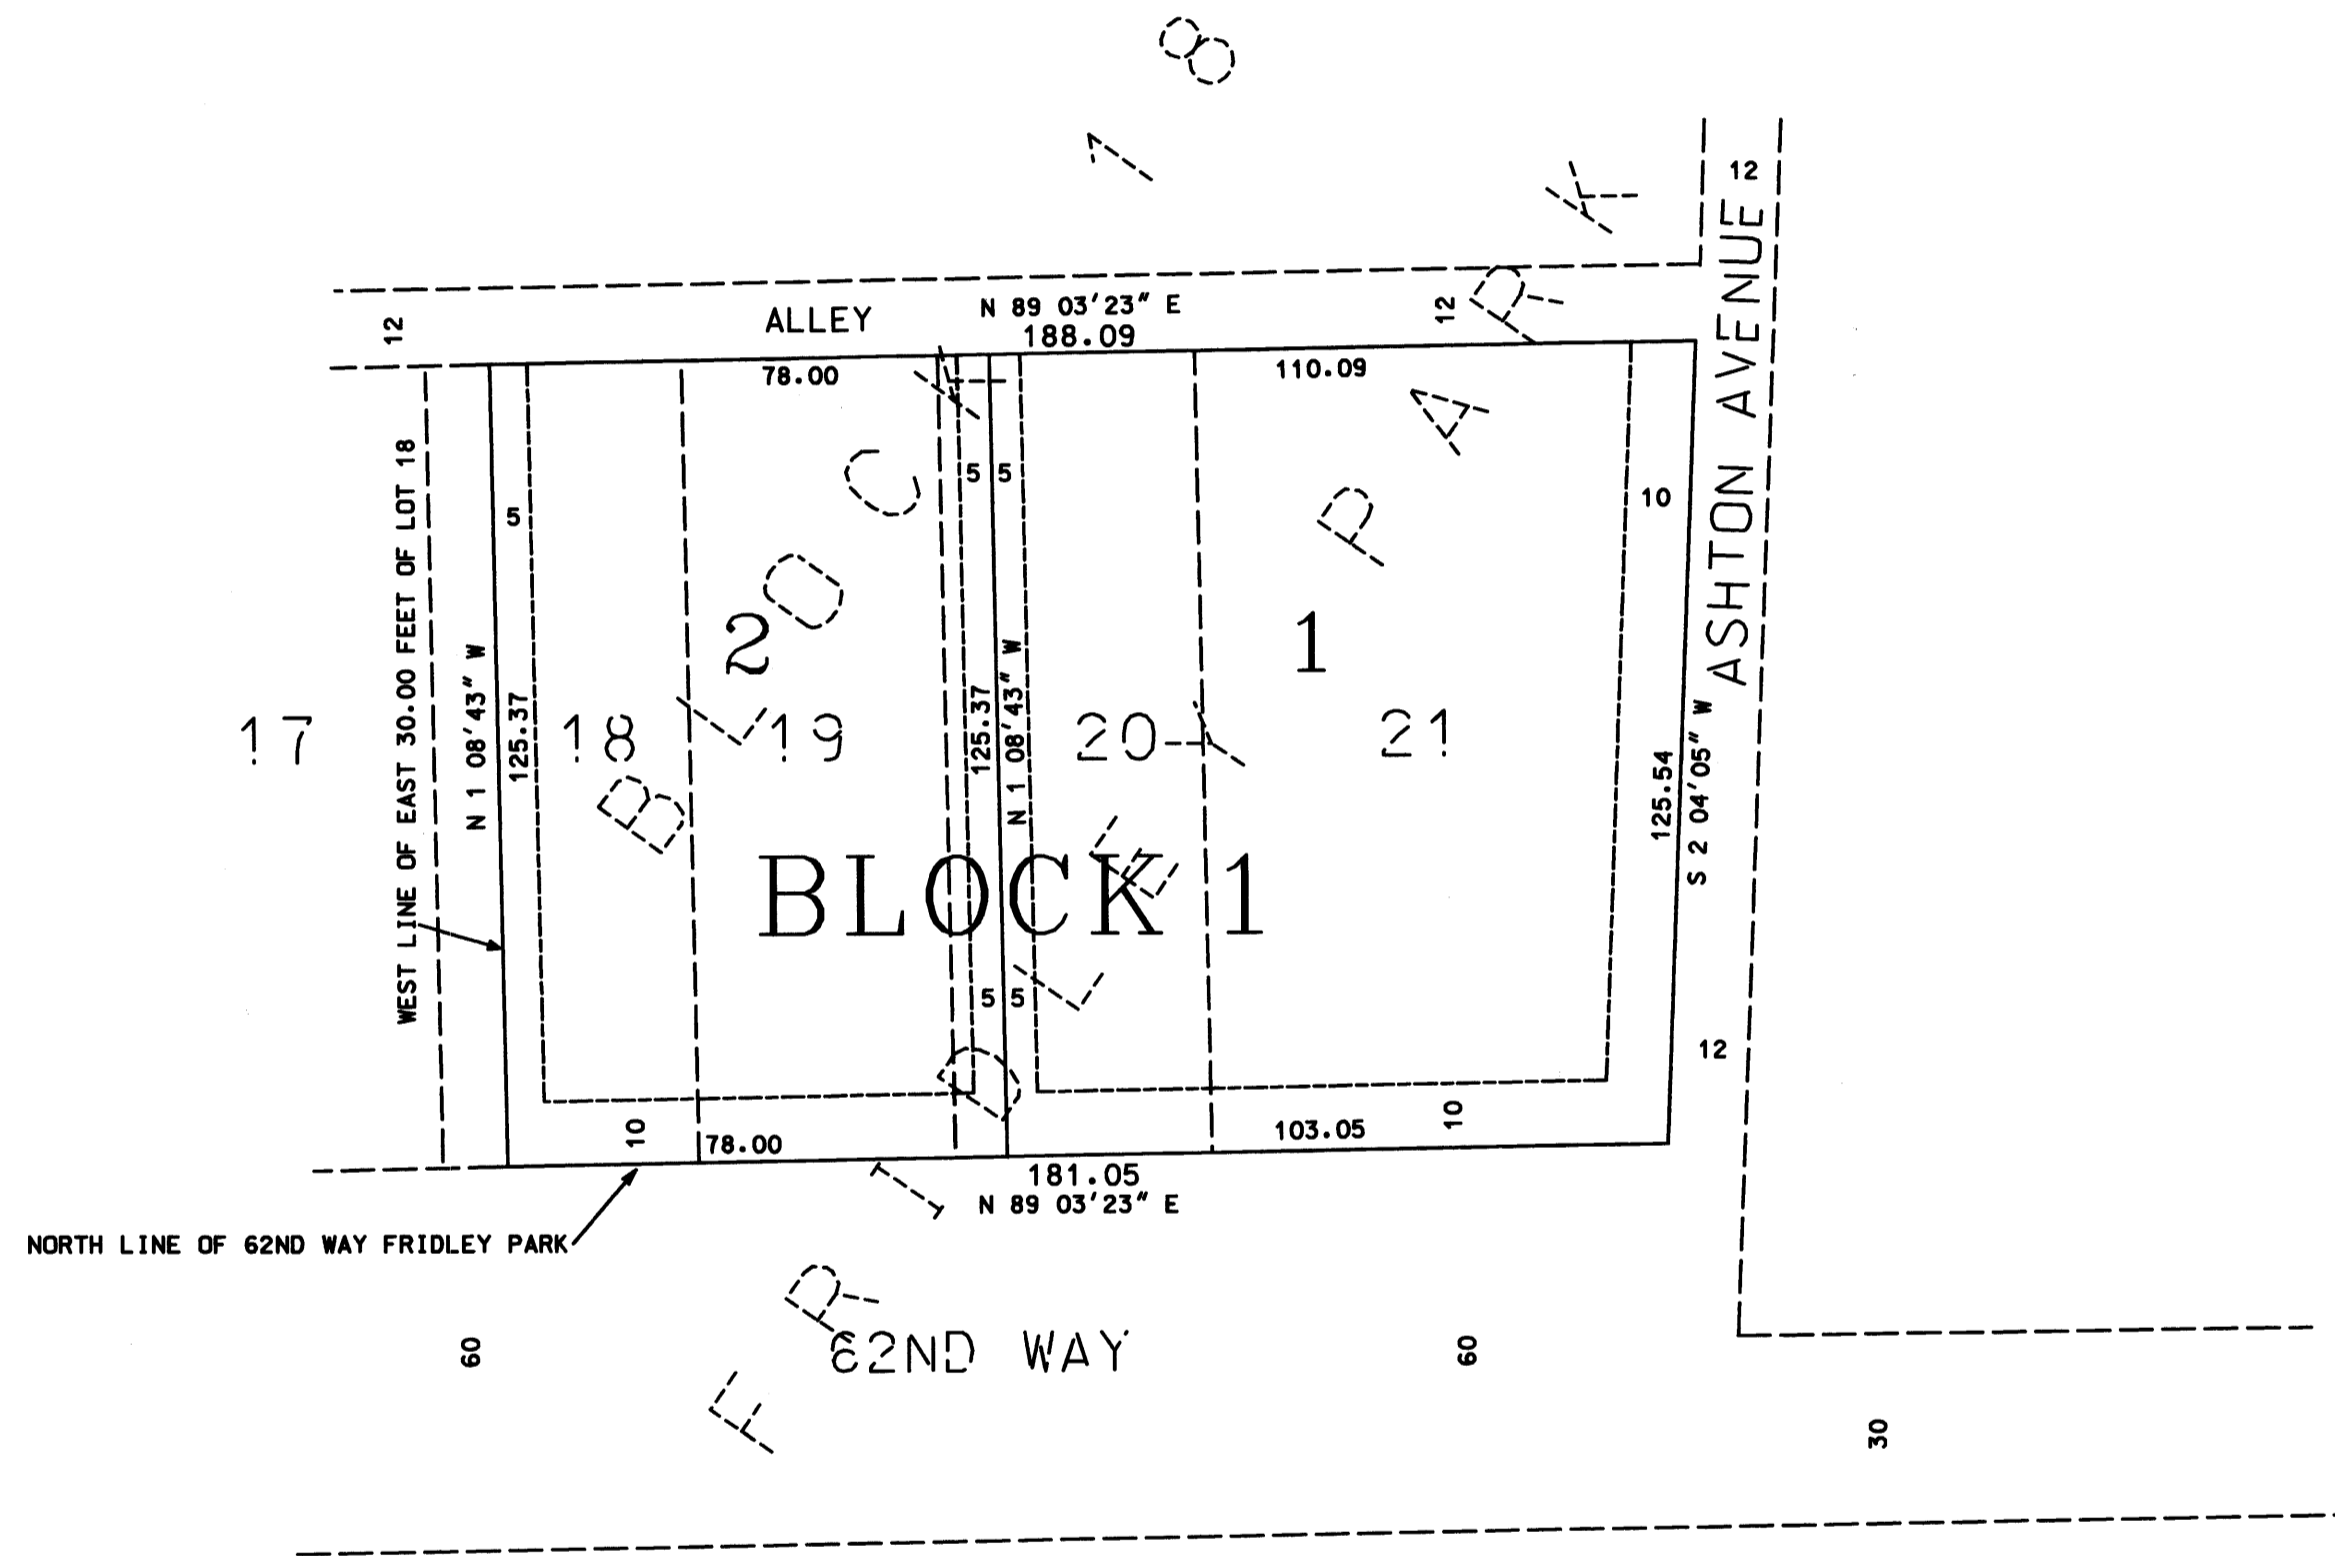 8
1
K
12
R
12
ALLEY
N 89 03'23" E
188.09
12
K
78.00
110.09
A
C
P
5
5
5
10
ASHTON AVENUE
WEST LINE OF EAST 30.00 FEET OF LOT 18
O
2
1
N 1 08'43" W
125.37
125.37
N 1 08'43" W
125.54
S 2 04'05" W
L
17
18
19
20
Y
21
B
E
BLOCK 1
L
5
5
12
D
10
78.00
103.05
10
I
181.05
N 89 03'23" E
NORTH LINE OF 62ND WAY FRIDLEY PARK
R
60
62ND WAY
60
F
30